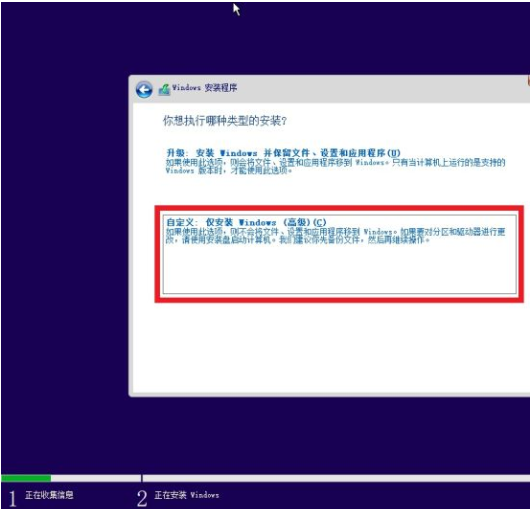 Windows 安装程序
你想执行哪种类型的安装?
升级: 安装 Windows 并保留文件、设置和应用程序(U)
如果使用此选项，则会将文件、设置和应用程序移到 Windows。只有当计算机上运行的是支持的
Windows 版本时，才能使用此选项。
自定义: 仅安装 Windows (高级)(C)
如果使用此选项，则不会将文件、设置和应用程序移到 Windows。如果要对分区和驱动器进行更
改，请使用安装盘启动计算机。我们建议你先备份文件，然后再继续操作。
1 正在收集信息
2 正在安装 Windows